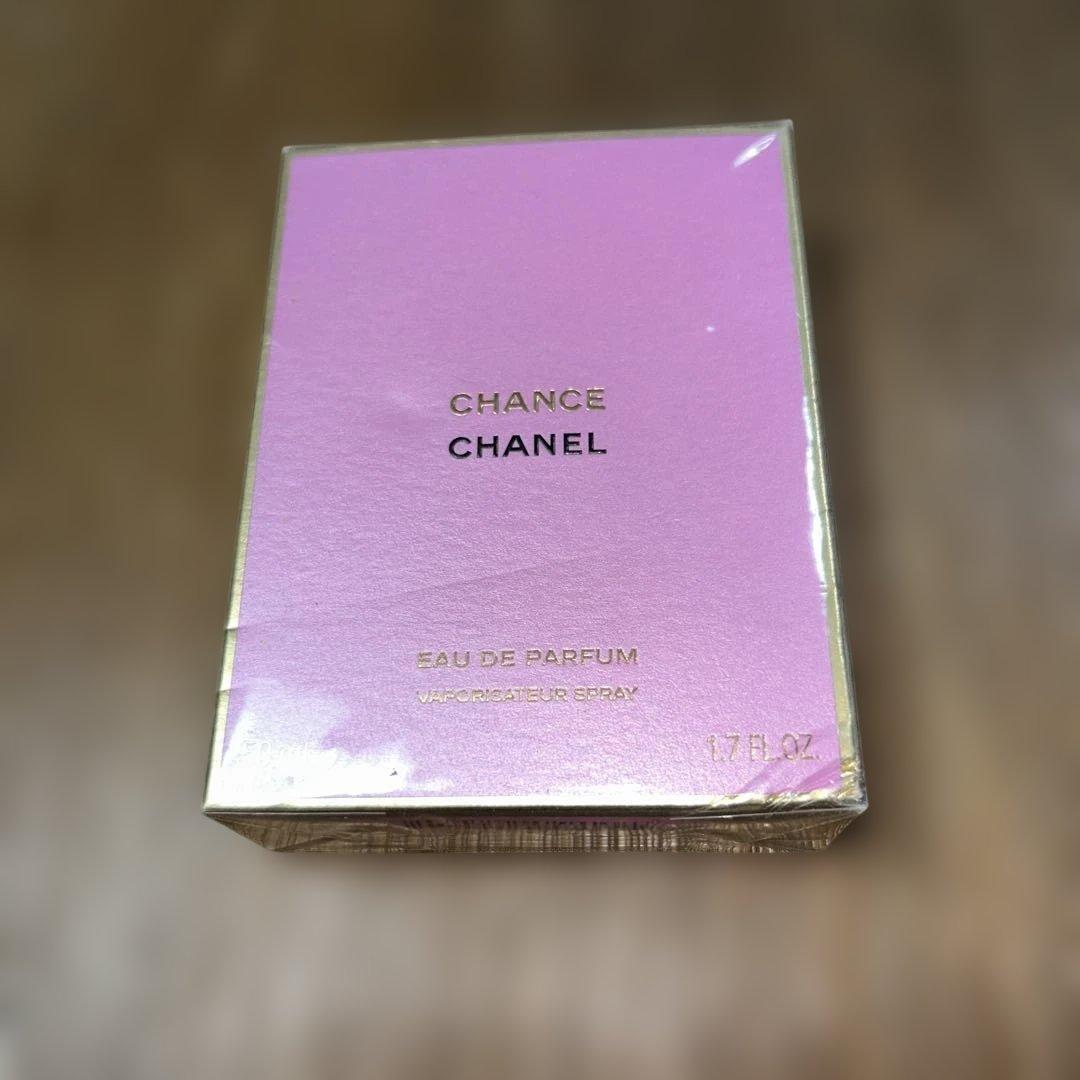 CHANCE
CHANEL
EAU DE PARFUM
VAPORISATEUR SPRAY
1.7 FL.OZ.